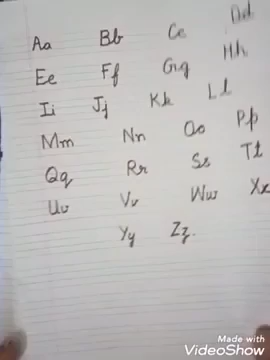 Aa Bb Cc Dd
Ee Ff Gg Hh
Ii Jj Kk Ll
Mm Nn Oo Pp
Qq Rr Ss Tt
Uu Vv Ww Xx
Yy Zz.
Made with
VideoShow